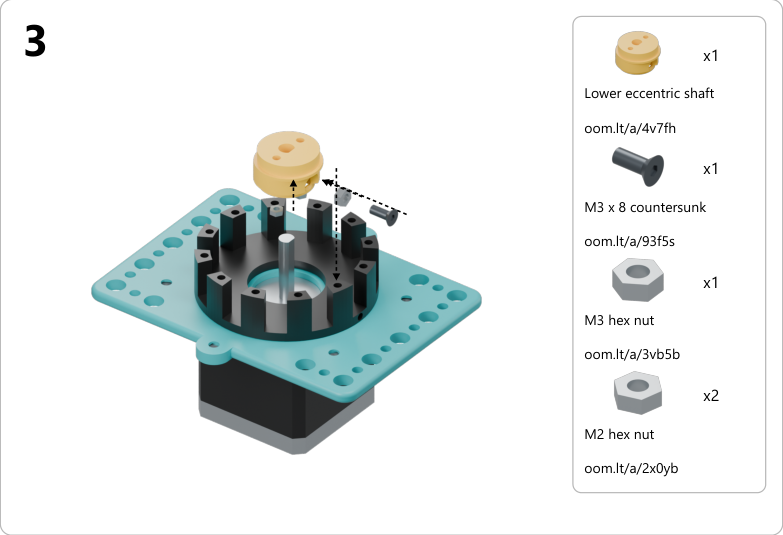 3
x1
Lower eccentric shaft
oom.lt/a/4v7fh
x1
M3 x 8 countersunk
oom.lt/a/93f5s
x1
M3 hex nut
oom.lt/a/3vb5b
x2
M2 hex nut
oom.lt/a/2x0yb